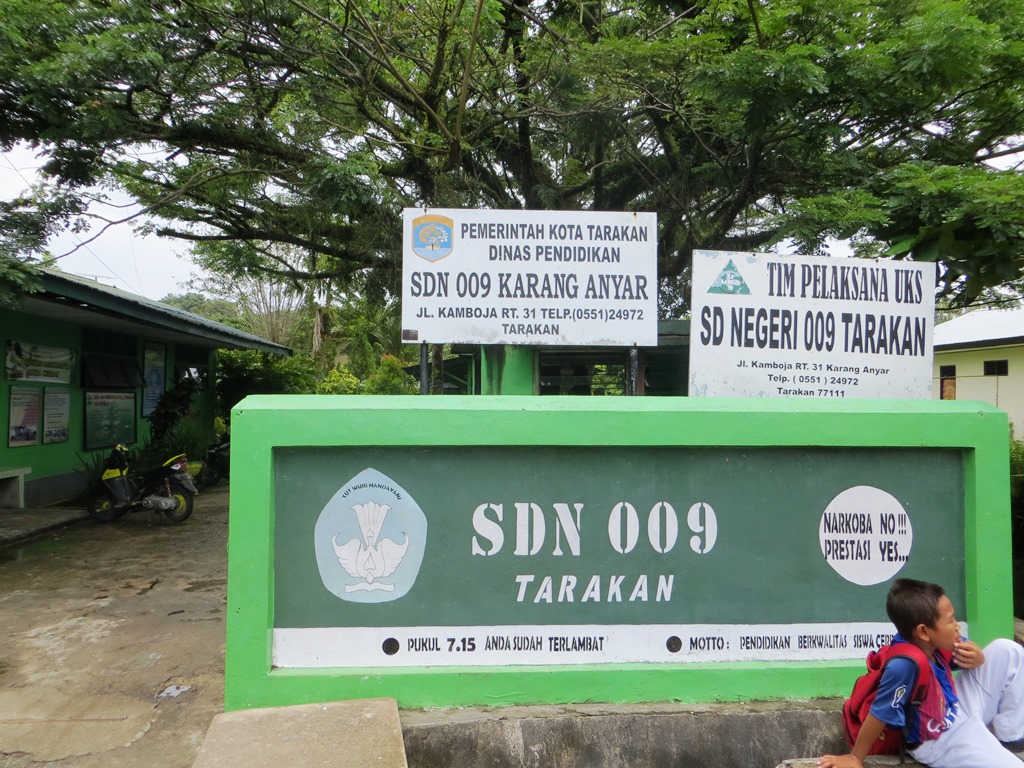 PEMERINTAH KOTA TARAKAN
DINAS PENDIDIKAN
SDN 009 KARANG ANYAR
JL. KAMBOJA RT. 31 TELP.(0551)24972
TARAKAN
TIM PELAKSANA UKS
SD NEGERI 009 TARAKAN
Jl. Kamboja RT. 31 Karang Anyar
Telp. ( 0551 ) 24972
Tarakan 77111
TUT WURI HANDAYANI
SDN 009
TARAKAN
NARKOBA NO !!!
PRESTASI YES...
PUKUL 7.15 ANDA SUDAH TERLAMBAT
MOTTO : PENDIDIKAN BERKWALITAS SISWA